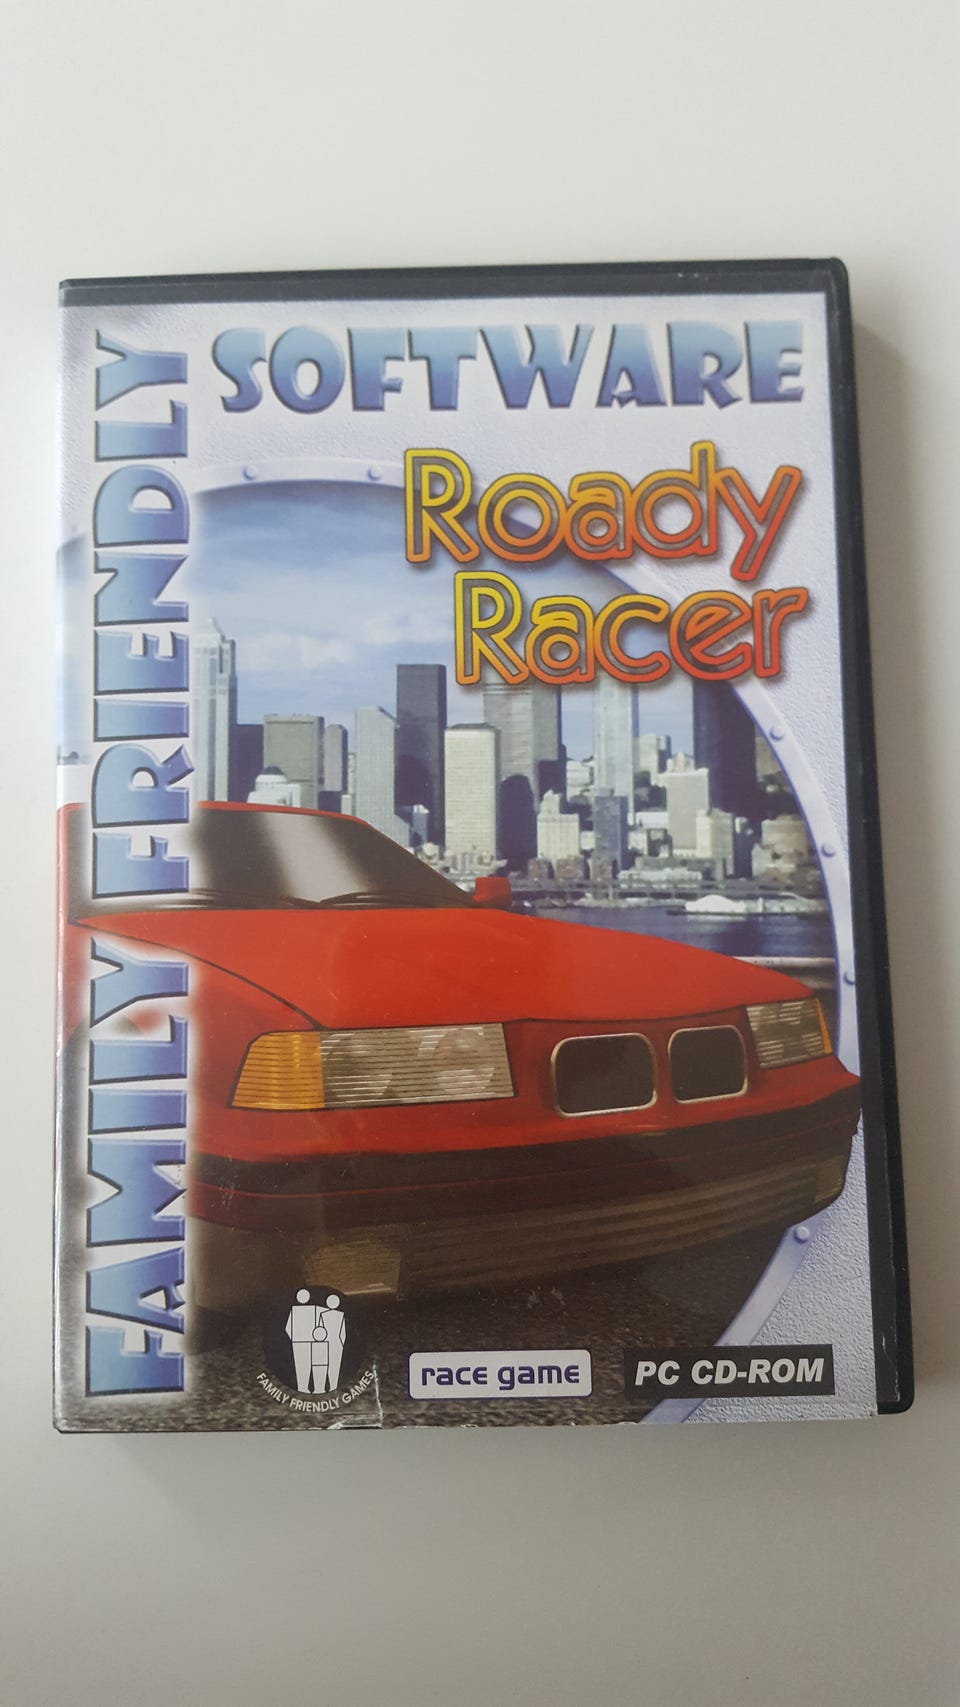 FAMILY FRIENDLY
SOFTWARE
Roady
Racer
FAMILY FRIENDLY GAMES
race game
PC CD-ROM